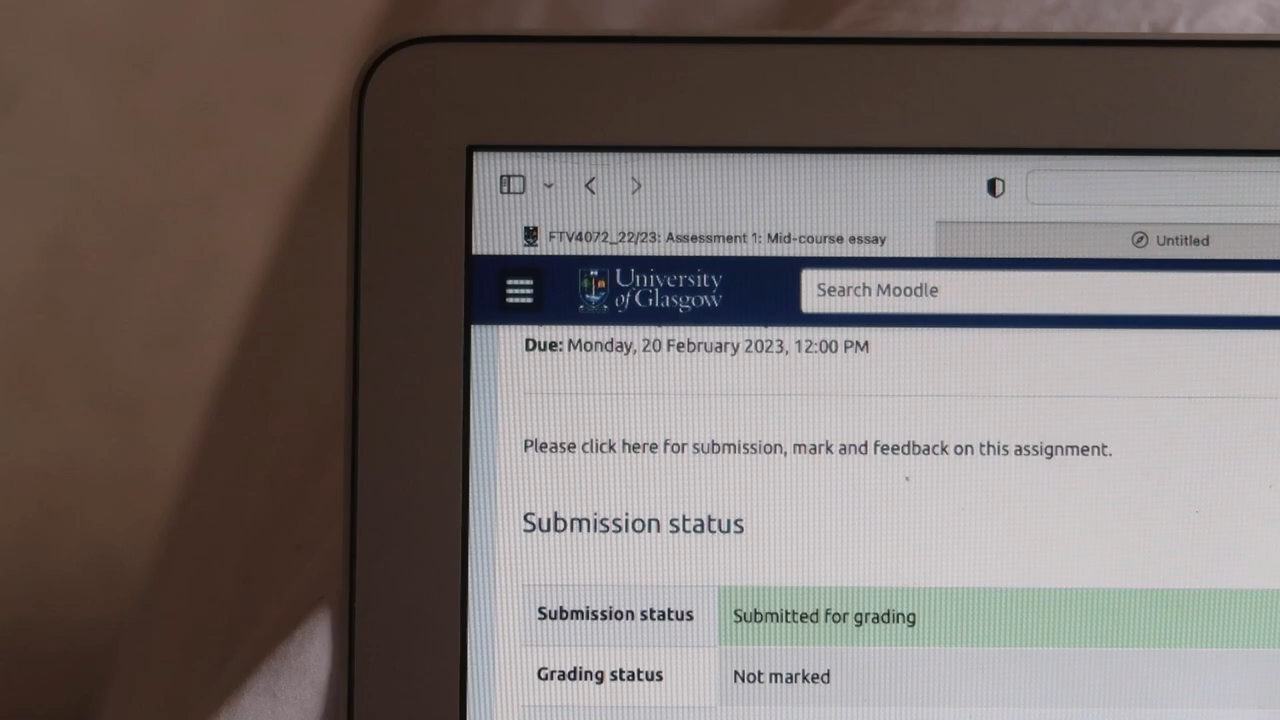 FTV4072_22/23: Assessment 1: Mid-course essay
Untitled
University
of Glasgow
Search Moodle
Due: Monday, 20 February 2023, 12:00 PM
Please click here for submission, mark and feedback on this assignment.
Submission status
Submission status Submitted for grading
Grading status Not marked